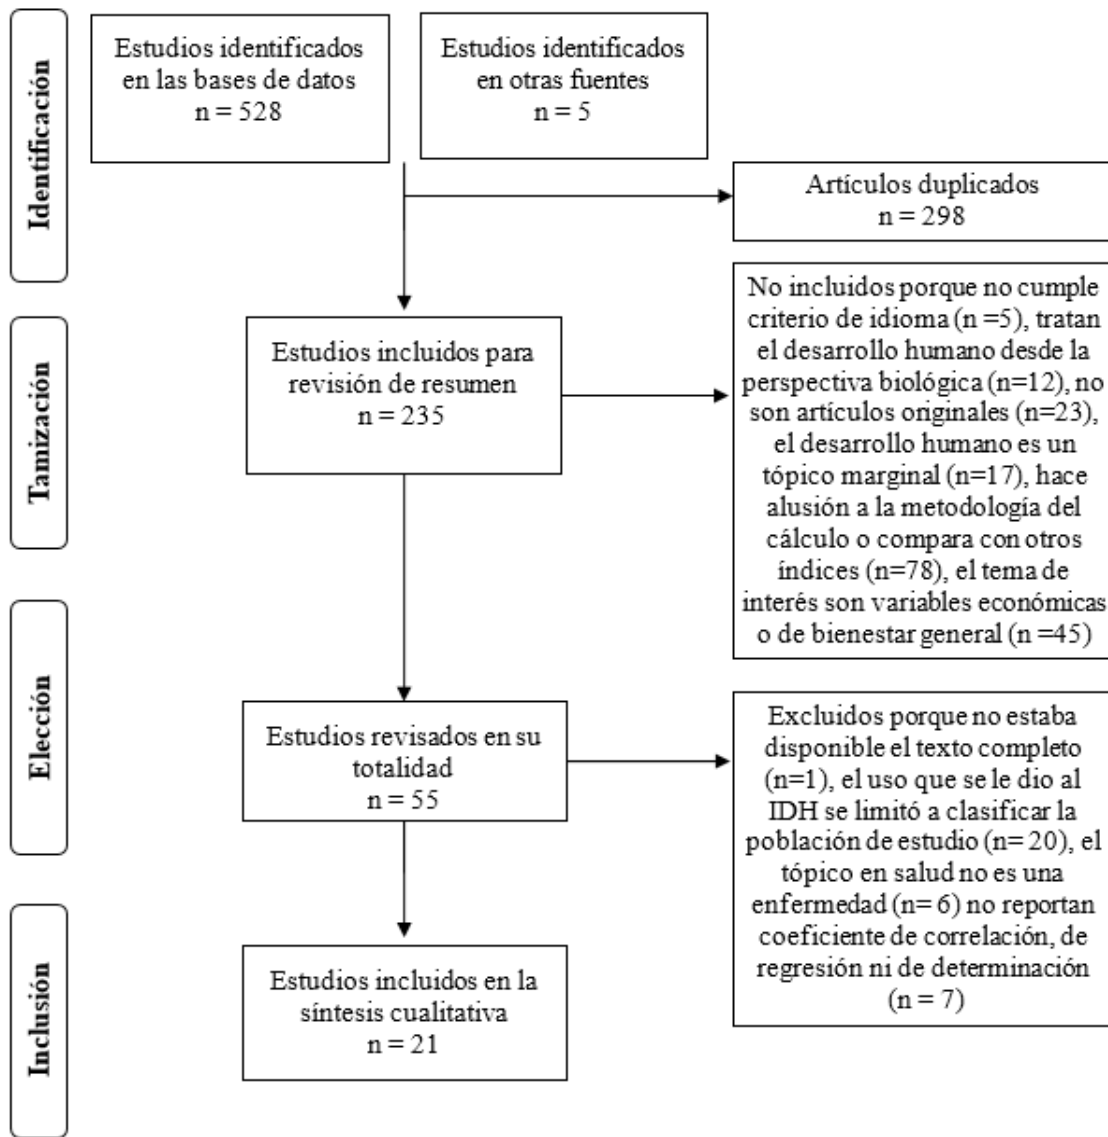 Identificación
Estudios identificados
en las bases de datos
n = 528
Estudios identificados
en otras fuentes
n = 5
Artículos duplicados
n = 298
Tamización
Estudios incluidos para
revisión de resumen
n = 235
No incluidos porque no cumple
criterio de idioma (n =5), tratan
el desarrollo humano desde la
perspectiva biológica (n=12), no
son artículos originales (n=23),
el desarrollo humano es un
tópico marginal (n=17), hace
alusión a la metodología del
cálculo o compara con otros
índices (n=78), el tema de
interés son variables económicas
o de bienestar general (n =45)
Elección
Estudios revisados en su
totalidad
n = 55
Excluidos porque no estaba
disponible el texto completo
(n=1), el uso que se le dio al
IDH se limitó a clasificar la
población de estudio (n= 20), el
tópico en salud no es una
enfermedad (n= 6) no reportan
coeficiente de correlación, de
regresión ni de determinación
(n = 7)
Inclusión
Estudios incluidos en la
síntesis cualitativa
n = 21